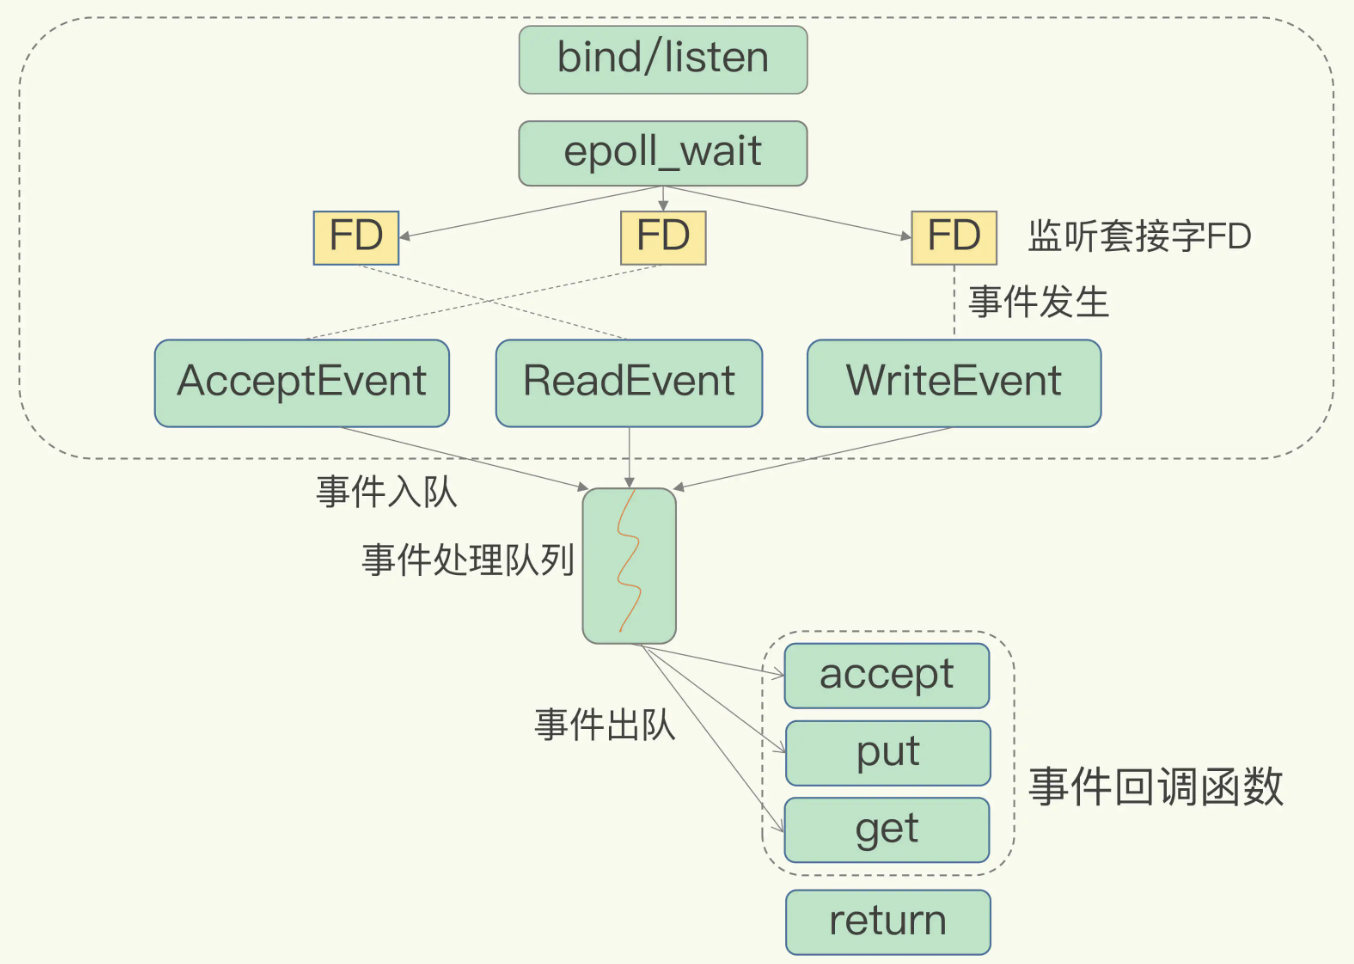 bind/listen
epoll_wait
FD
FD
FD
监听套接字FD
事件发生
AcceptEvent
ReadEvent
WriteEvent
事件入队
事件处理队列
accept
事件出队
put
事件回调函数
get
return